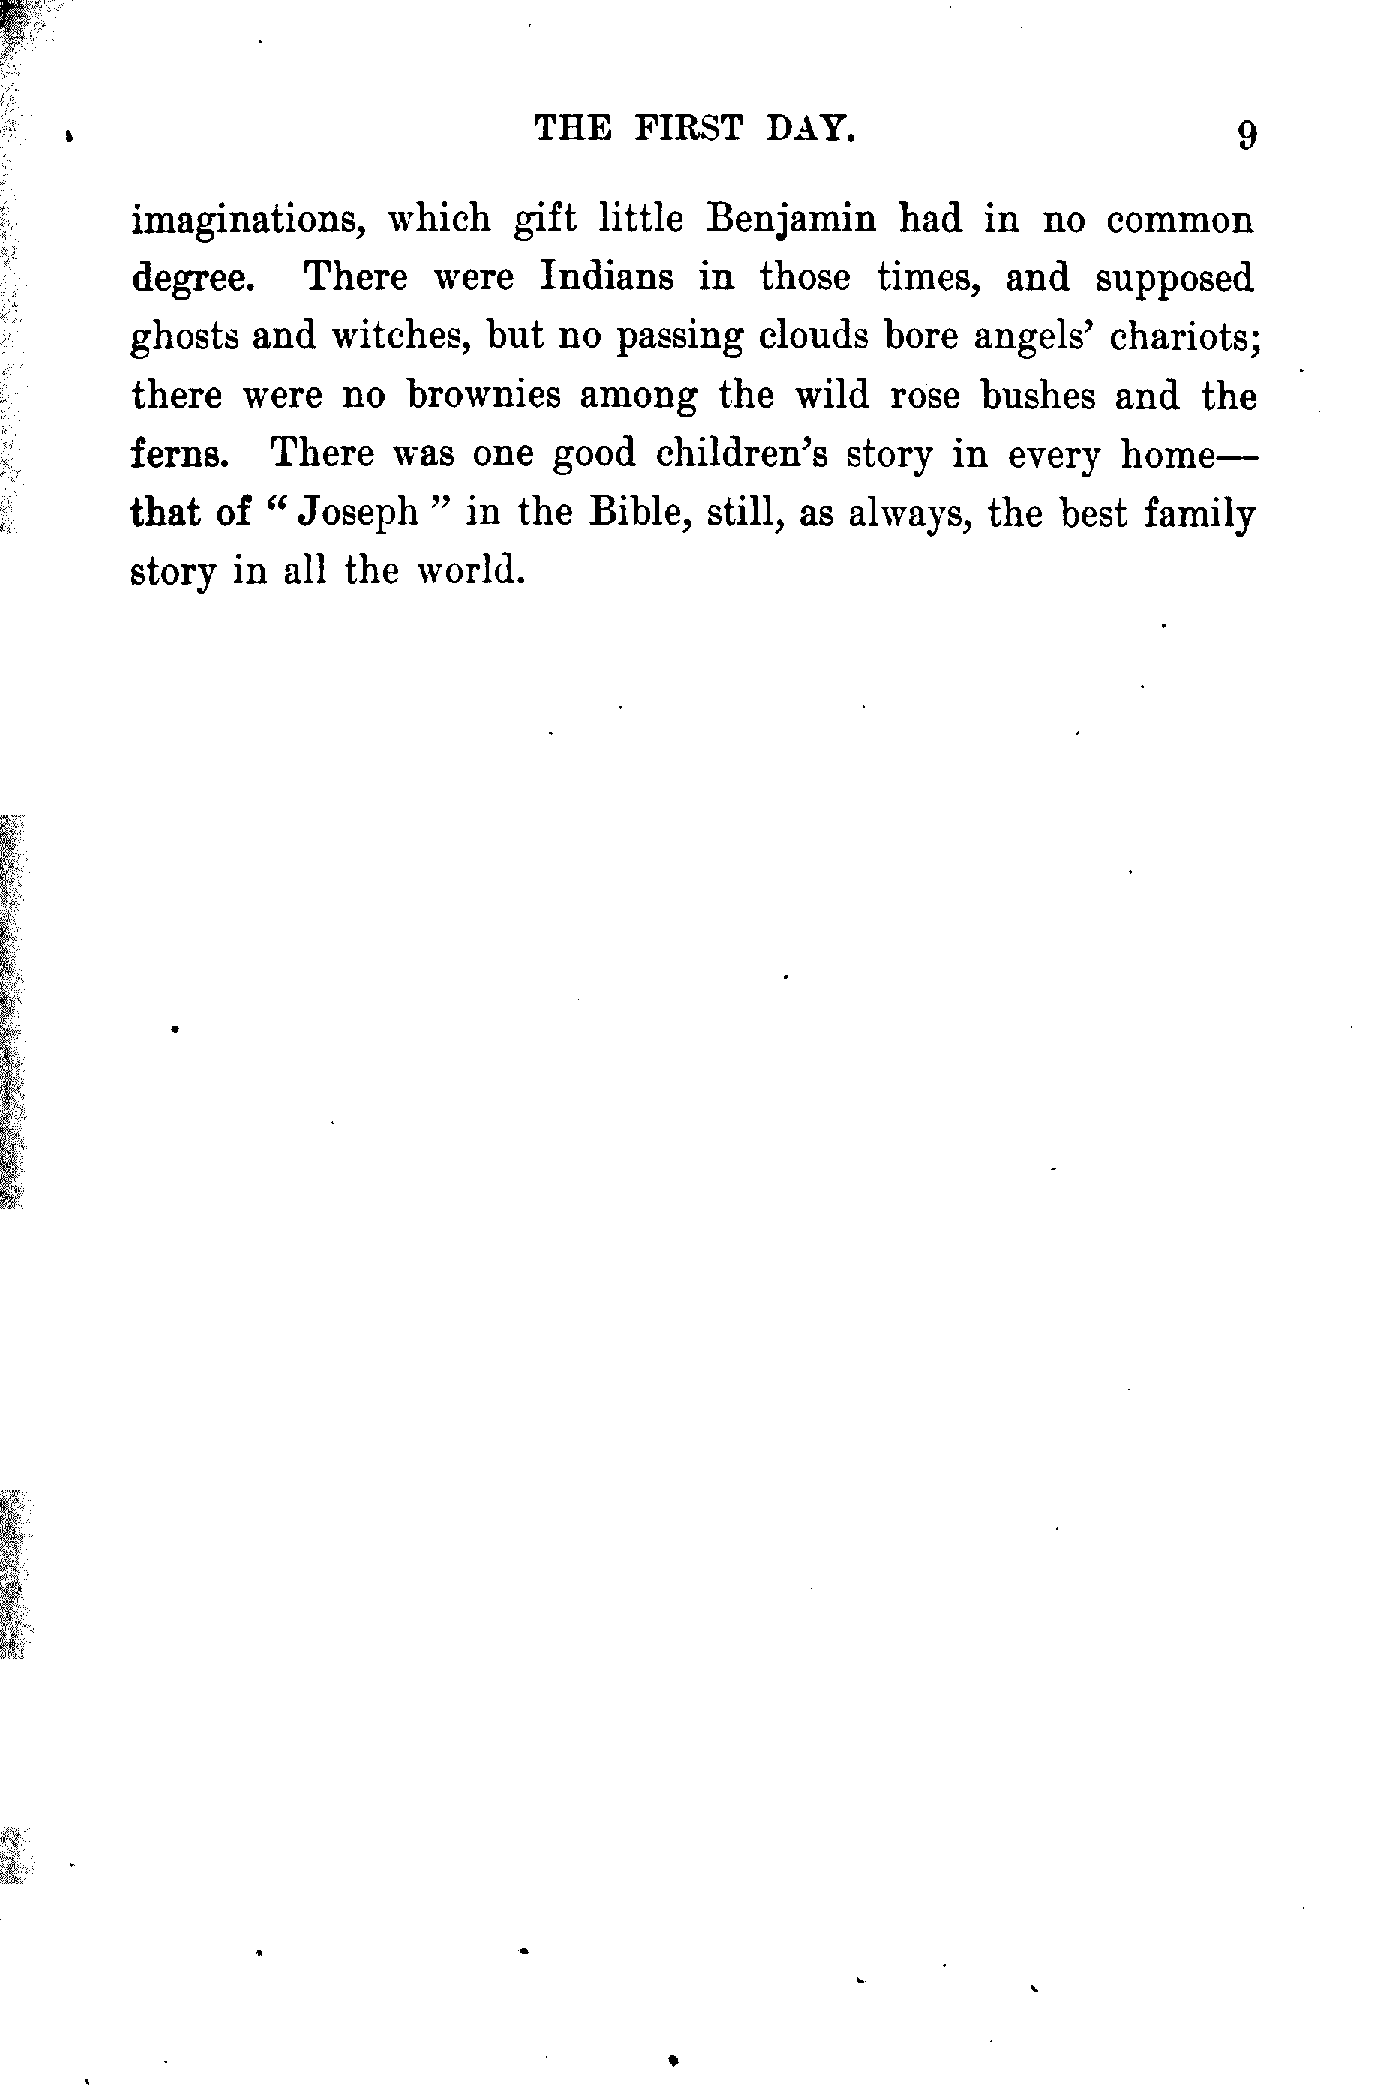 THE FIRST DAY. 9
imaginations, which gift little Benjamin had in no common
degree. There were Indians in those times, and supposed
ghosts and witches, but no passing clouds bore angels’ chariots;
there were no brownies among the wild rose bushes and the
ferns. There was one good children’s story in every home—
that of “ Joseph ” in the Bible, still, as always, the best family
story in all the world.